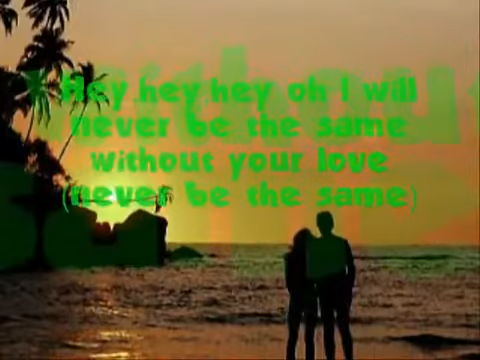 Hey hey hey oh I will
never be the same
without your love
(never be the same)